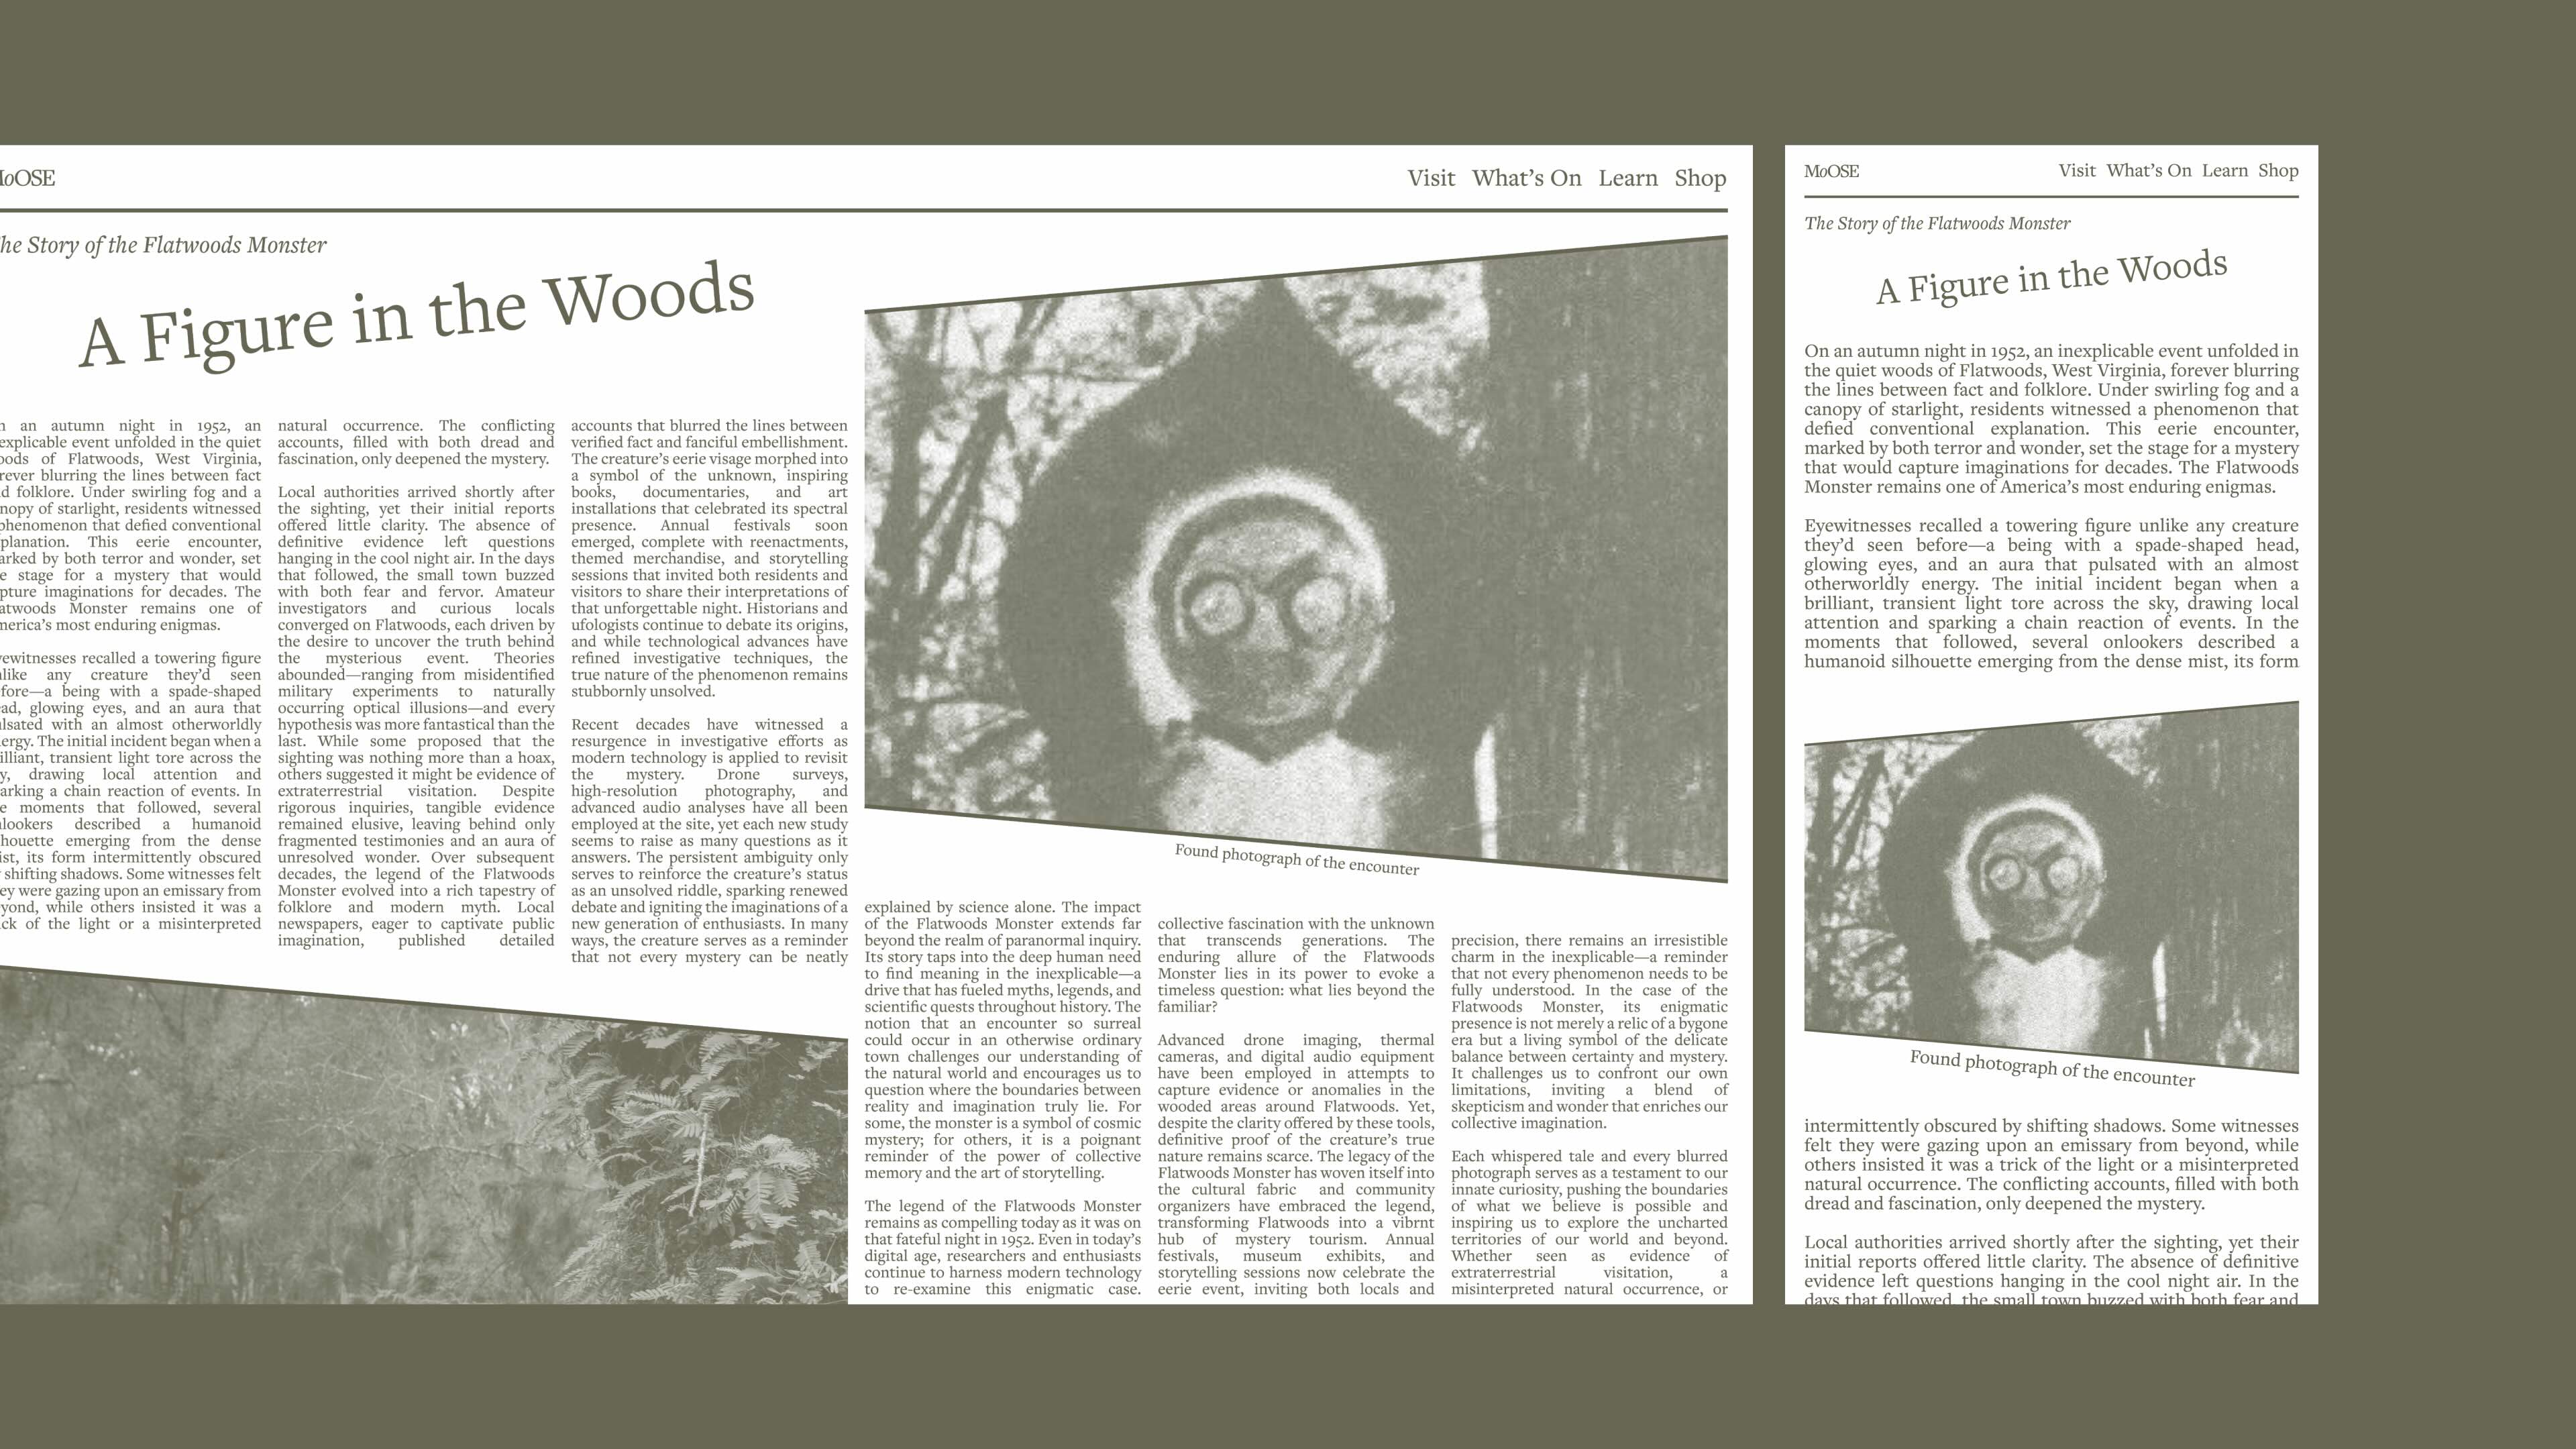 MoOSE
Visit What’s On Learn Shop
he Story of the Flatwoods Monster
A Figure in the Woods
n an autumn night in 1952, an
explicable event unfolded in the quiet
oods of Flatwoods, West Virginia,
rever blurring the lines between fact
d folklore. Under swirling fog and a
nopy of starlight, residents witnessed
phenomenon that defied conventional
planation. This eerie encounter,
arked by both terror and wonder, set
e stage for a mystery that would
pture imaginations for decades. The
atwoods Monster remains one of
merica’s most enduring enigmas.
yewitnesses recalled a towering figure
like any creature they’d seen
fore—a being with a spade-shaped
ad, glowing eyes, and an aura that
lsated with an almost otherworldly
ergy. The initial incident began when a
illiant, transient light tore across the
y, drawing local attention and
arking a chain reaction of events. In
e moments that followed, several
lookers described a humanoid
houette emerging from the dense
ist, its form intermittently obscured
shifting shadows. Some witnesses felt
ey were gazing upon an emissary from
yond, while others insisted it was a
ck of the light or a misinterpreted
natural occurrence. The conflicting
accounts, filled with both dread and
fascination, only deepened the mystery.
Local authorities arrived shortly after
the sighting, yet their initial reports
offered little clarity. The absence of
definitive evidence left questions
hanging in the cool night air. In the days
that followed, the small town buzzed
with both fear and fervor. Amateur
investigators and curious locals
converged on Flatwoods, each driven by
the desire to uncover the truth behind
the mysterious event. Theories
abounded—ranging from misidentified
military experiments to naturally
occurring optical illusions—and every
hypothesis was more fantastical than the
last. While some proposed that the
sighting was nothing more than a hoax,
others suggested it might be evidence of
extraterrestrial visitation. Despite
rigorous inquiries, tangible evidence
remained elusive, leaving behind only
fragmented testimonies and an aura of
unresolved wonder. Over subsequent
decades, the legend of the Flatwoods
Monster evolved into a rich tapestry of
folklore and modern myth. Local
newspapers, eager to captivate public
imagination, published detailed
accounts that blurred the lines between
verified fact and fanciful embellishment.
The creature’s eerie visage morphed into
a symbol of the unknown, inspiring
books, documentaries, and art
installations that celebrated its spectral
presence. Annual festivals soon
emerged, complete with reenactments,
themed merchandise, and storytelling
sessions that invited both residents and
visitors to share their interpretations of
that unforgettable night. Historians and
ufologists continue to debate its origins,
and while technological advances have
refined investigative techniques, the
true nature of the phenomenon remains
stubbornly unsolved.
Recent decades have witnessed a
resurgence in investigative efforts as
modern technology is applied to revisit
the mystery. Drone surveys,
high-resolution photography, and
advanced audio analyses have all been
employed at the site, yet each new study
seems to raise as many questions as it
answers. The persistent ambiguity only
serves to reinforce the creature’s status
as an unsolved riddle, sparking renewed
debate and igniting the imaginations of a
new generation of enthusiasts. In many
ways, the creature serves as a reminder
that not every mystery can be neatly
Found photograph of the encounter
explained by science alone. The impact
of the Flatwoods Monster extends far
beyond the realm of paranormal inquiry.
Its story taps into the deep human need
to find meaning in the inexplicable—a
drive that has fueled myths, legends, and
scientific quests throughout history. The
notion that an encounter so surreal
could occur in an otherwise ordinary
town challenges our understanding of
the natural world and encourages us to
question where the boundaries between
reality and imagination truly lie. For
some, the monster is a symbol of cosmic
mystery; for others, it is a poignant
reminder of the power of collective
memory and the art of storytelling.
The legend of the Flatwoods Monster
remains as compelling today as it was on
that fateful night in 1952. Even in today’s
digital age, researchers and enthusiasts
continue to harness modern technology
to re-examine this enigmatic case.
collective fascination with the unknown
that transcends generations. The
enduring allure of the Flatwoods
Monster lies in its power to evoke a
timeless question: what lies beyond the
familiar?
Advanced drone imaging, thermal
cameras, and digital audio equipment
have been employed in attempts to
capture evidence or anomalies in the
wooded areas around Flatwoods. Yet,
despite the clarity offered by these tools,
definitive proof of the creature’s true
nature remains scarce. The legacy of the
Flatwoods Monster has woven itself into
the cultural fabric and community
organizers have embraced the legend,
transforming Flatwoods into a vibrnt
hub of mystery tourism. Annual
festivals, museum exhibits, and
storytelling sessions now celebrate the
eerie event, inviting both locals and
precision, there remains an irresistible
charm in the inexplicable—a reminder
that not every phenomenon needs to be
fully understood. In the case of the
Flatwoods Monster, its enigmatic
presence is not merely a relic of a bygone
era but a living symbol of the delicate
balance between certainty and mystery.
It challenges us to confront our own
limitations, inviting a blend of
skepticism and wonder that enriches our
collective imagination.
Each whispered tale and every blurred
photograph serves as a testament to our
innate curiosity, pushing the boundaries
of what we believe is possible and
inspiring us to explore the uncharted
territories of our world and beyond.
Whether seen as evidence of
extraterrestrial visitation, a
misinterpreted natural occurrence, or
MoOSE
Visit What’s On Learn Shop
The Story of the Flatwoods Monster
A Figure in the Woods
On an autumn night in 1952, an inexplicable event unfolded in
the quiet woods of Flatwoods, West Virginia, forever blurring
the lines between fact and folklore. Under swirling fog and a
canopy of starlight, residents witnessed a phenomenon that
defied conventional explanation. This eerie encounter,
marked by both terror and wonder, set the stage for a mystery
that would capture imaginations for decades. The Flatwoods
Monster remains one of America’s most enduring enigmas.
Eyewitnesses recalled a towering figure unlike any creature
they’d seen before—a being with a spade-shaped head,
glowing eyes, and an aura that pulsated with an almost
otherworldly energy. The initial incident began when a
brilliant, transient light tore across the sky, drawing local
attention and sparking a chain reaction of events. In the
moments that followed, several onlookers described a
humanoid silhouette emerging from the dense mist, its form
Found photograph of the encounter
intermittently obscured by shifting shadows. Some witnesses
felt they were gazing upon an emissary from beyond, while
others insisted it was a trick of the light or a misinterpreted
natural occurrence. The conflicting accounts, filled with both
dread and fascination, only deepened the mystery.
Local authorities arrived shortly after the sighting, yet their
initial reports offered little clarity. The absence of definitive
evidence left questions hanging in the cool night air. In the
days that followed, the small town buzzed with both fear and